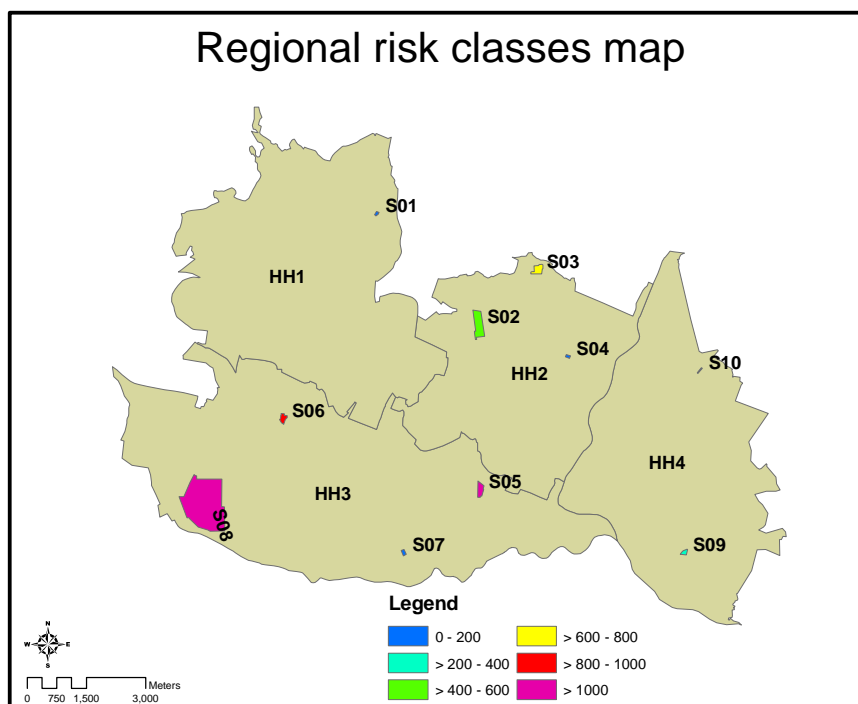 Regional risk classes map
S01
HH1
S03
S02
S04
HH2
S10
S06
HH4
S05
HH3
S08
S07
S09
Legend
0 - 200
> 600 - 800
> 200 - 400
> 800 - 1000
> 400 - 600
> 1000
N
W E
S
Meters
0 750 1,500 3,000